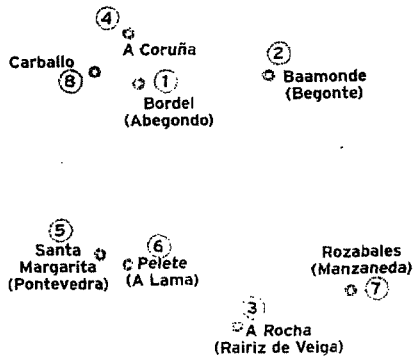 4
A Coruña
Carballo
8
1
Bordel
(Abegondo)
2
Baamonde
(Begonte)
5
Santa
Margarita
(Pontevedra)
6
Pelete
(A Lama)
Rozabales
(Manzaneda)
7
3
A Rocha
(Rairiz de Veiga)